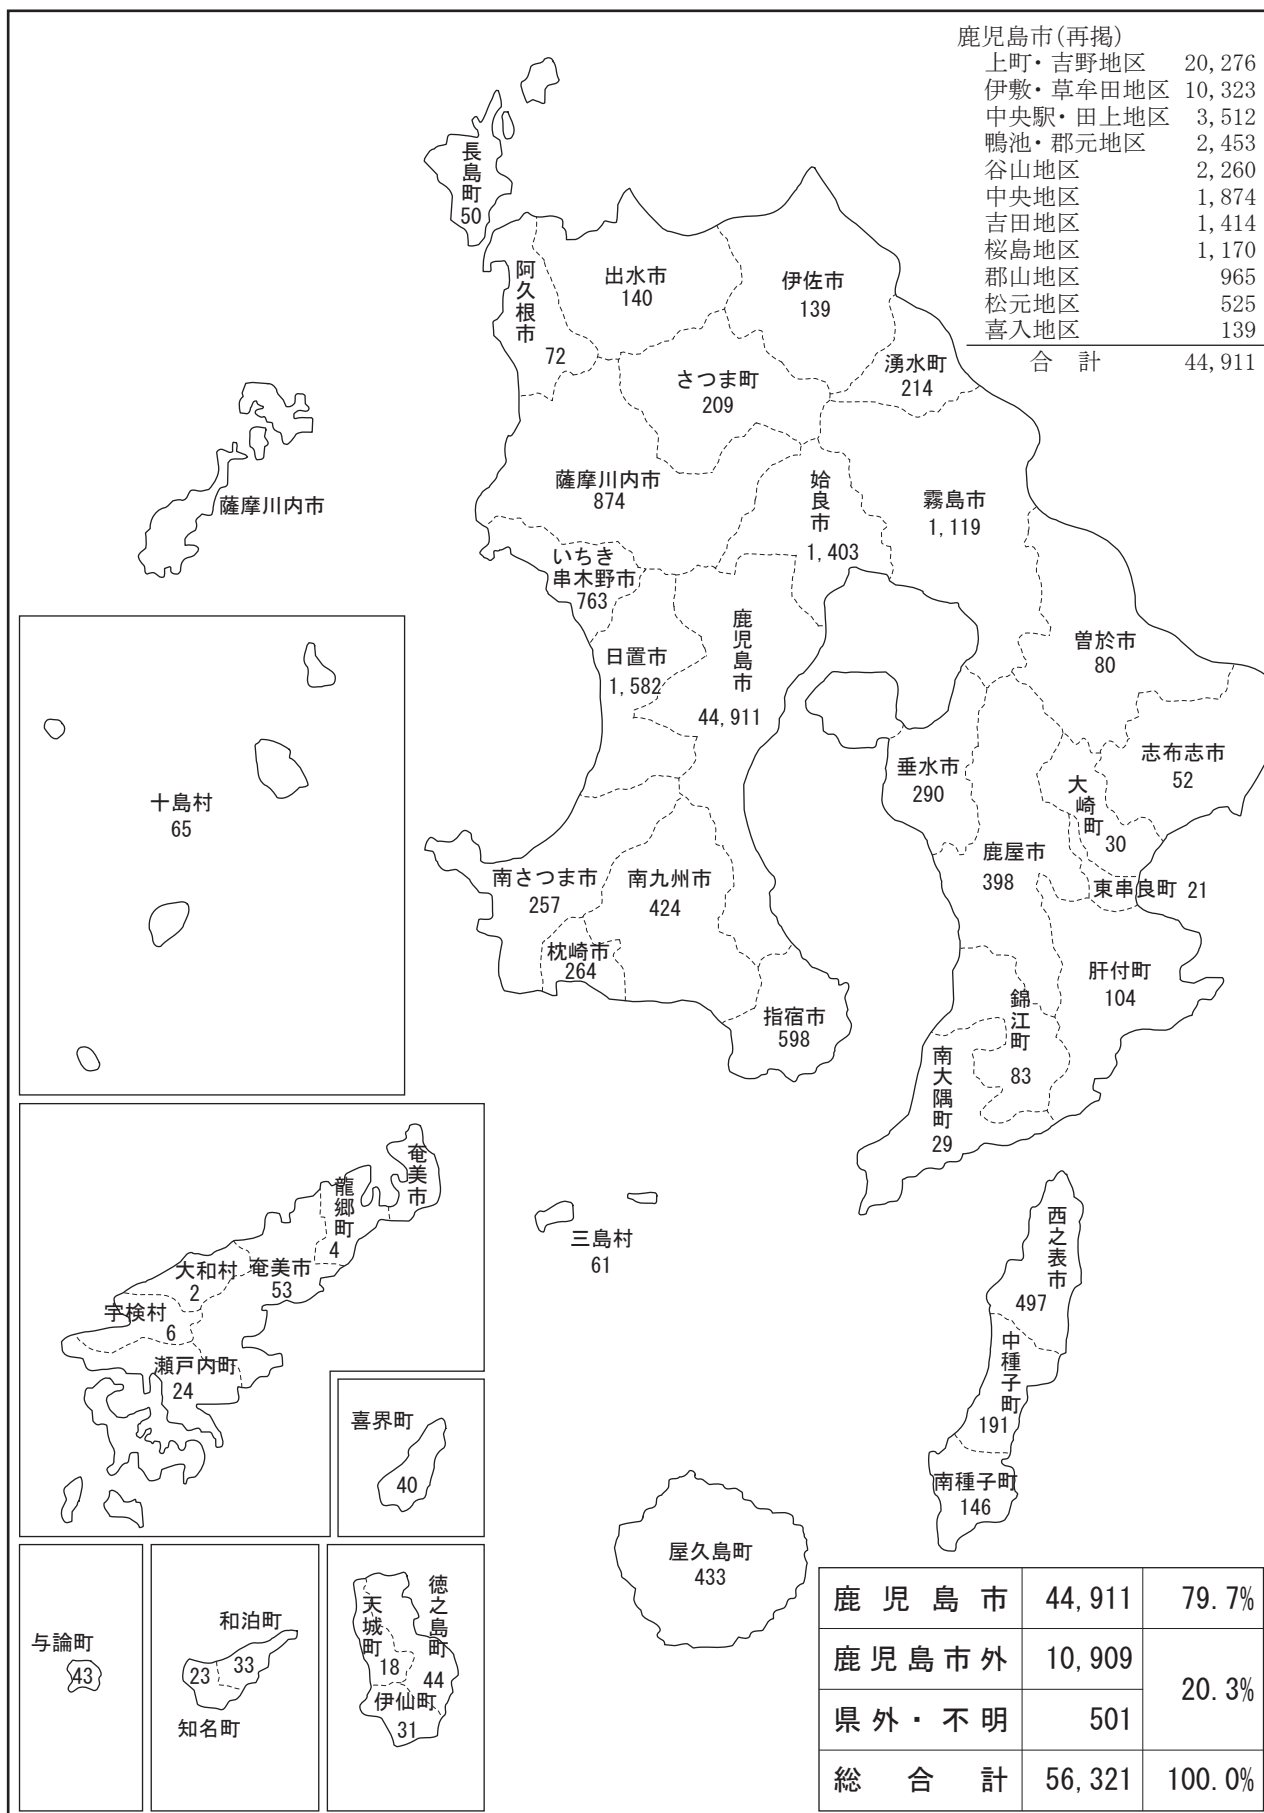 鹿児島市(再掲)
上町・吉野地区 20,276
伊敷・草牟田地区 10,323
中央駅・田上地区 3,512
鴨池・郡元地区 2,453
谷山地区 2,260
中央地区 1,874
吉田地区 1,414
桜島地区 1,170
郡山地区 965
松元地区 525
喜入地区 139
合計 44,911
長島町
50
阿久根市
72
出水市
140
伊佐市
139
湧水町
214
さつま町
209
薩摩川内市
874
薩摩川内市
姶良市
1,403
霧島市
1,119
いちき
串木野市
763
日置市
1,582
鹿児島市
44,911
曽於市
80
志布志市
52
垂水市
290
大崎町
30
鹿屋市
398
東串良町 21
十島村
65
南さつま市
257
南九州市
424
枕崎市
264
指宿市
598
肝付町
104
錦江町
83
南大隅町
29
奄美市
龍郷町
4
大和村
2
奄美市
53
宇検村
6
瀬戸内町
24
三島村
61
西之表市
497
中種子町
191
南種子町
146
喜界町
40
屋久島町
433
与論町
43
和泊町
33
23
知名町
天城町
18
徳之島町
44
伊仙町
31
鹿児島市 44,911 79.7%
鹿児島市外 10,909
20.3%
県外・不明 501
総合計 56,321 100.0%